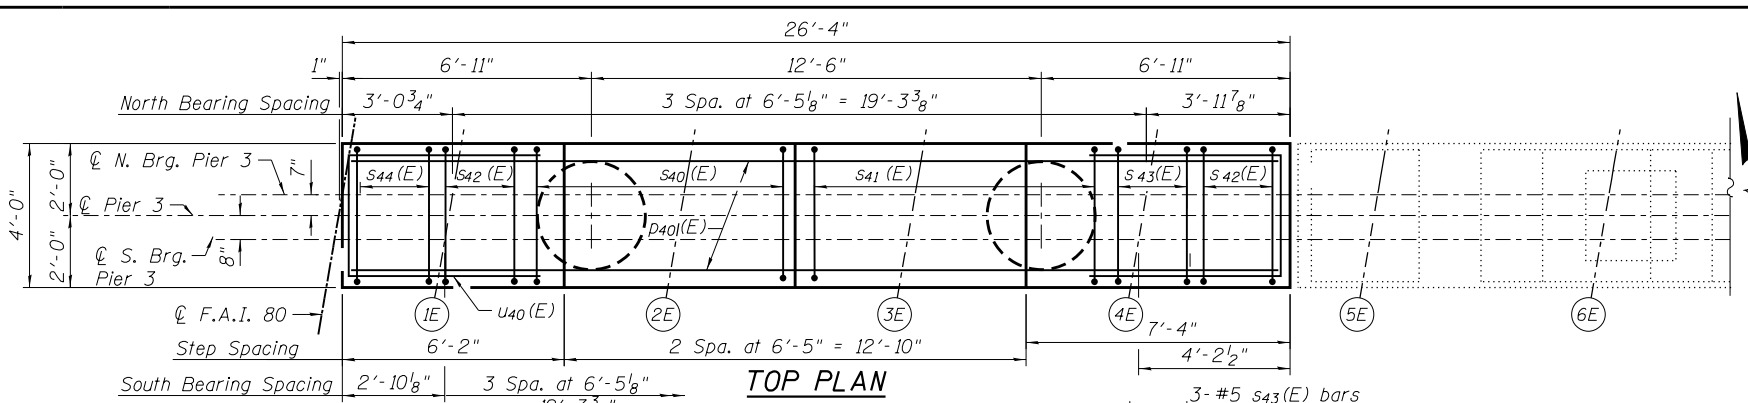 26'-4"
1" 6'-11" 12'-6" 6'-11"
North Bearing Spacing 3'-0¾" 3 Spa. at 6'-5⅛" = 19'-3⅜" 3'-11⅞"
℄ N. Brg. Pier 3
7"
s44(E) s42(E) s40(E) s41(E) s43(E) s42(E)
4'-0"
2'-0"
℄ Pier 3
p401(E)
2'-0"
℄ S. Brg.
Pier 3
8"
℄ F.A.I. 80
1E u40(E) 2E 3E 4E 5E 6E
7'-4"
Step Spacing 6'-2" 2 Spa. at 6'-5" = 12'-10" 4'-2½"
South Bearing Spacing 2'-10⅛" 3 Spa. at 6'-5⅛" TOP PLAN
3-#5 s43(E) bars